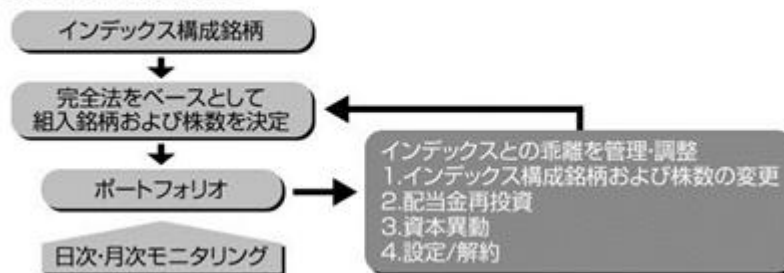 インデックス構成銘柄
完全法をベースとして
組入銘柄および株数を決定
ポートフォリオ
日次・月次モニタリング
インデックスとの乖離を管理・調整
1.インデックス構成銘柄および株数の変更
2.配当金再投資
3.資本異動
4.設定/解約